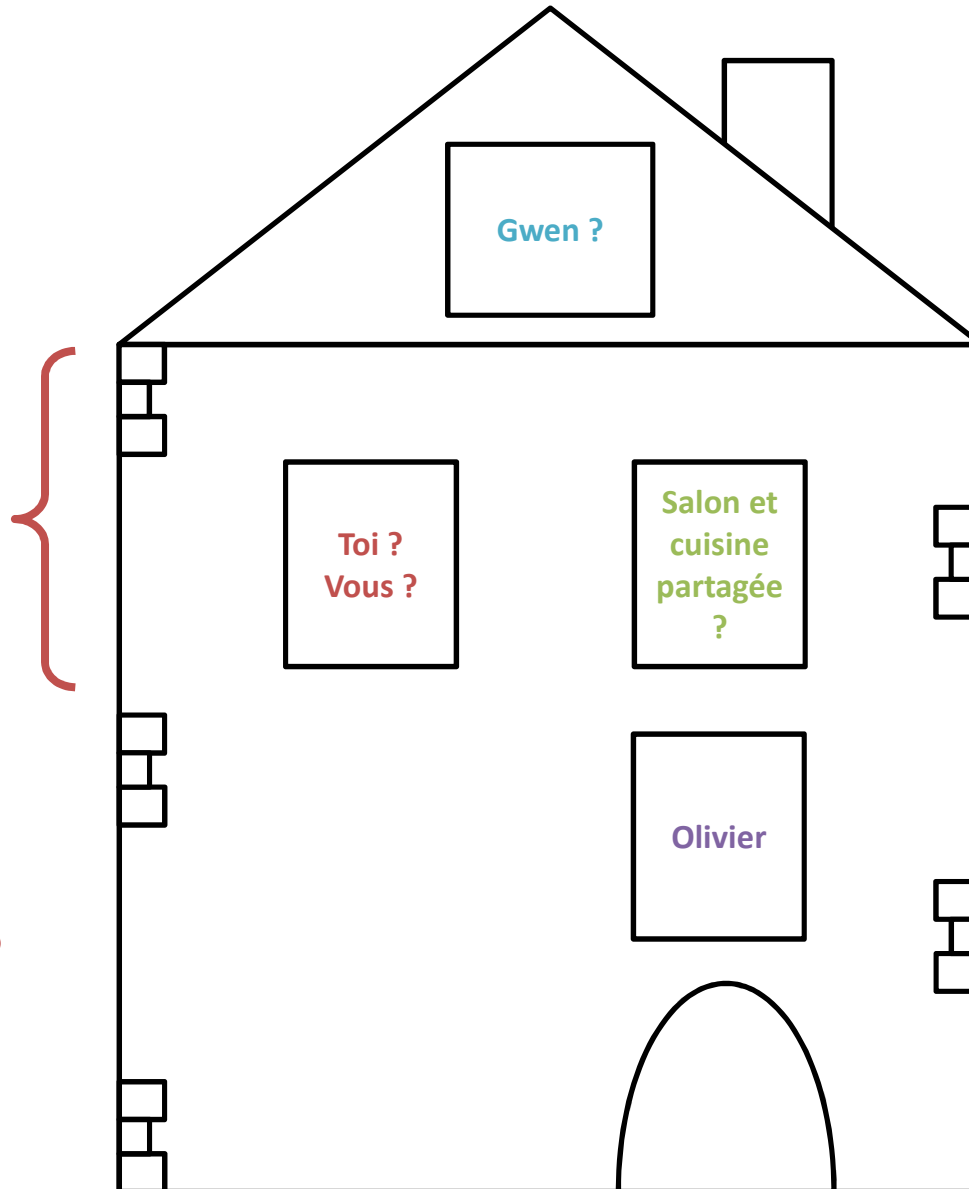 Gwen ?
Toi ?
Vous ?
Salon et
cuisine
partagée
?
Olivier